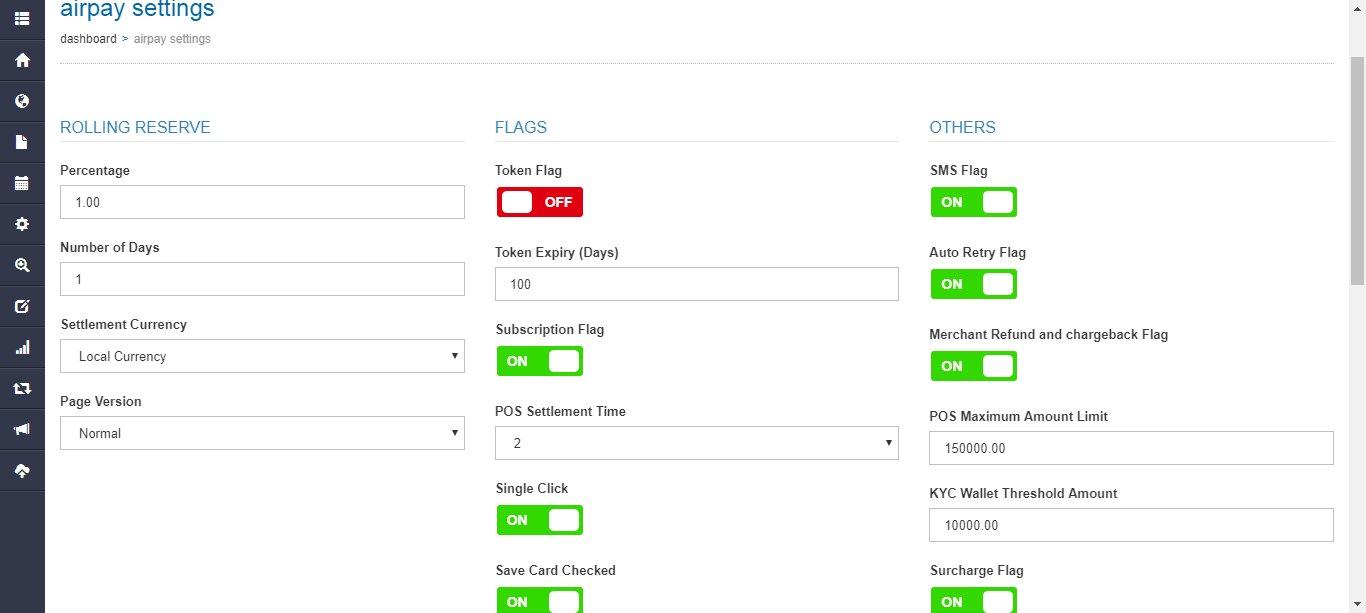 airpay settings
dashboard > airpay settings
ROLLING RESERVE
Percentage
1.00
Number of Days
1
Settlement Currency
Local Currency
Page Version
Normal
FLAGS
Token Flag
OFF
Token Expiry (Days)
100
Subscription Flag
ON
POS Settlement Time
2
Single Click
ON
Save Card Checked
ON
OTHERS
SMS Flag
ON
Auto Retry Flag
ON
Merchant Refund and chargeback Flag
ON
POS Maximum Amount Limit
150000.00
KYC Wallet Threshold Amount
10000.00
Surcharge Flag
ON